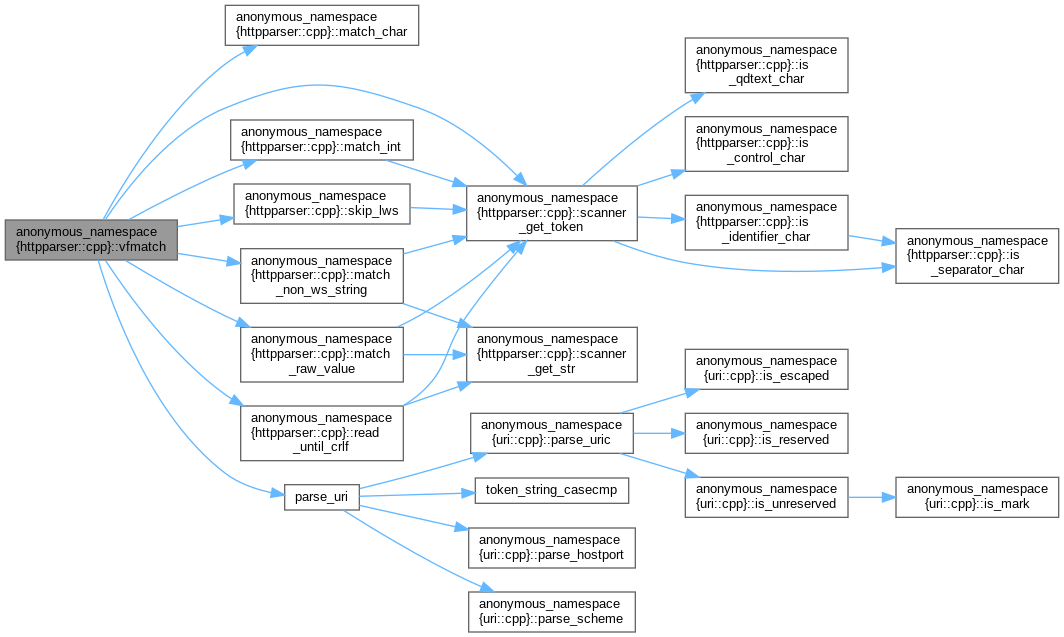 anonymous_namespace
{httpparser::cpp}::vfmatch
anonymous_namespace
{httpparser::cpp}::match_char
anonymous_namespace
{httpparser::cpp}::match_int
anonymous_namespace
{httpparser::cpp}::skip_lws
anonymous_namespace
{httpparser::cpp}::match
_non_ws_string
anonymous_namespace
{httpparser::cpp}::match
_raw_value
anonymous_namespace
{httpparser::cpp}::read
_until_crlf
parse_uri
anonymous_namespace
{httpparser::cpp}::scanner
_get_token
anonymous_namespace
{httpparser::cpp}::scanner
_get_str
anonymous_namespace
{uri::cpp}::parse_uric
token_string_casecmp
anonymous_namespace
{uri::cpp}::parse_hostport
anonymous_namespace
{uri::cpp}::parse_scheme
anonymous_namespace
{httpparser::cpp}::is
_qdtext_char
anonymous_namespace
{httpparser::cpp}::is
_control_char
anonymous_namespace
{httpparser::cpp}::is
_identifier_char
anonymous_namespace
{uri::cpp}::is_escaped
anonymous_namespace
{uri::cpp}::is_reserved
anonymous_namespace
{uri::cpp}::is_unreserved
anonymous_namespace
{httpparser::cpp}::is
_separator_char
anonymous_namespace
{uri::cpp}::is_mark